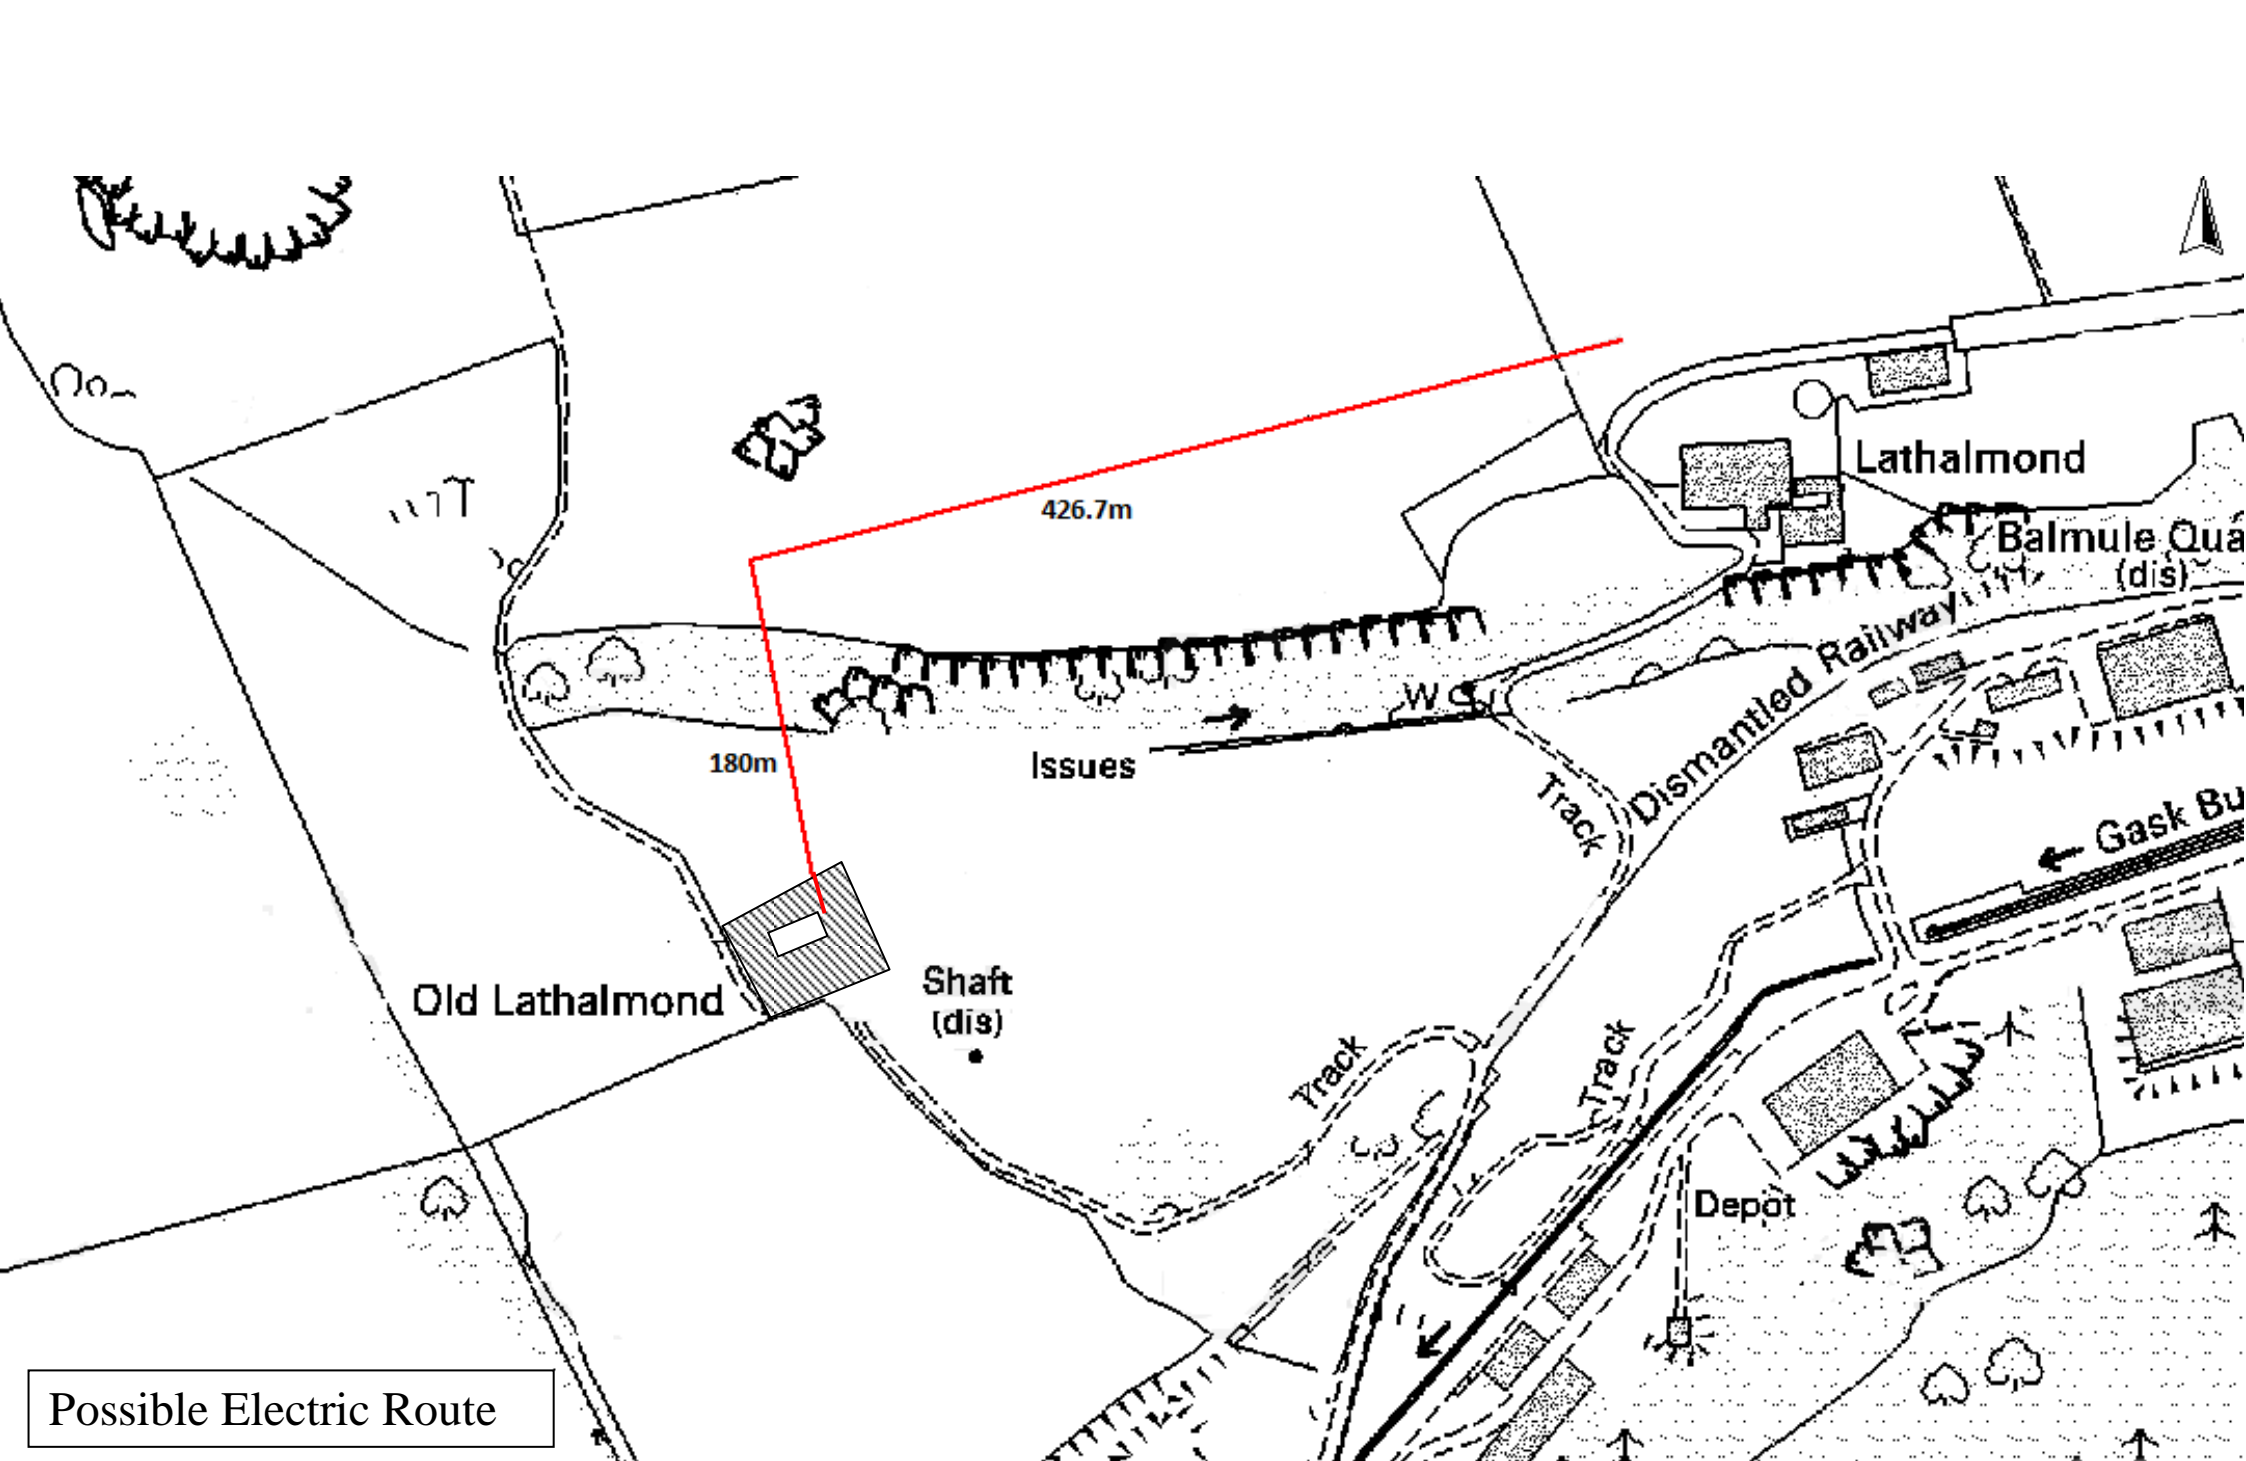 426.7m
Lathalmond
Balmule Qua
(dis)
Dismantled Railway
W
180m
Issues
Track
Gask Bu
Old Lathalmond
Shaft
(dis)
Track
Track
Depot
Possible Electric Route